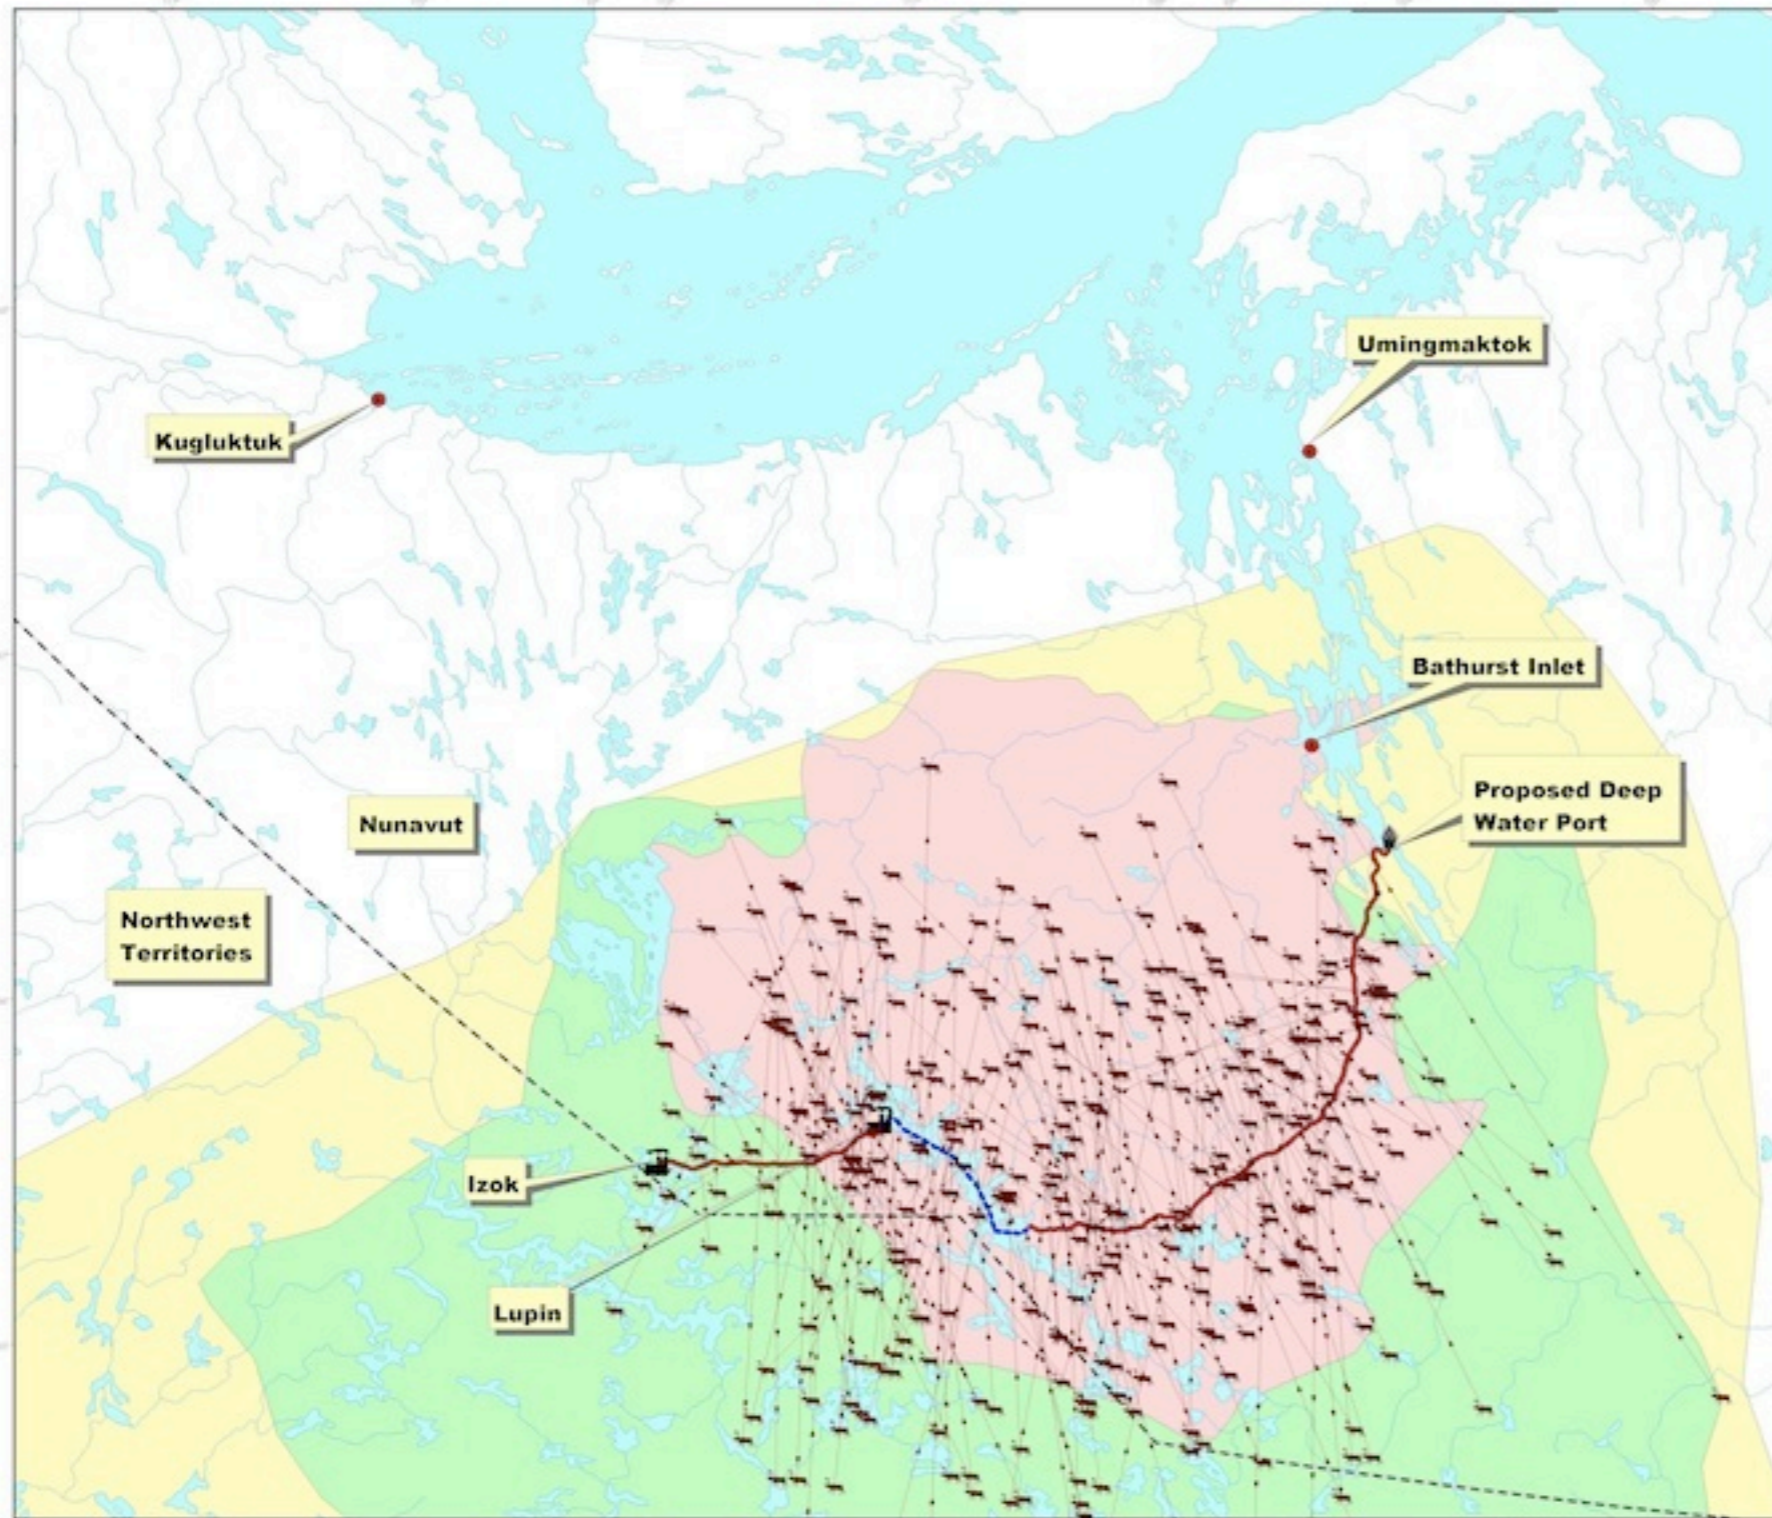 Umingmaktok
Kugluktuk
Bathurst Inlet
Proposed Deep
Water Port
Nunavut
Northwest
Territories
Izok
Lupin